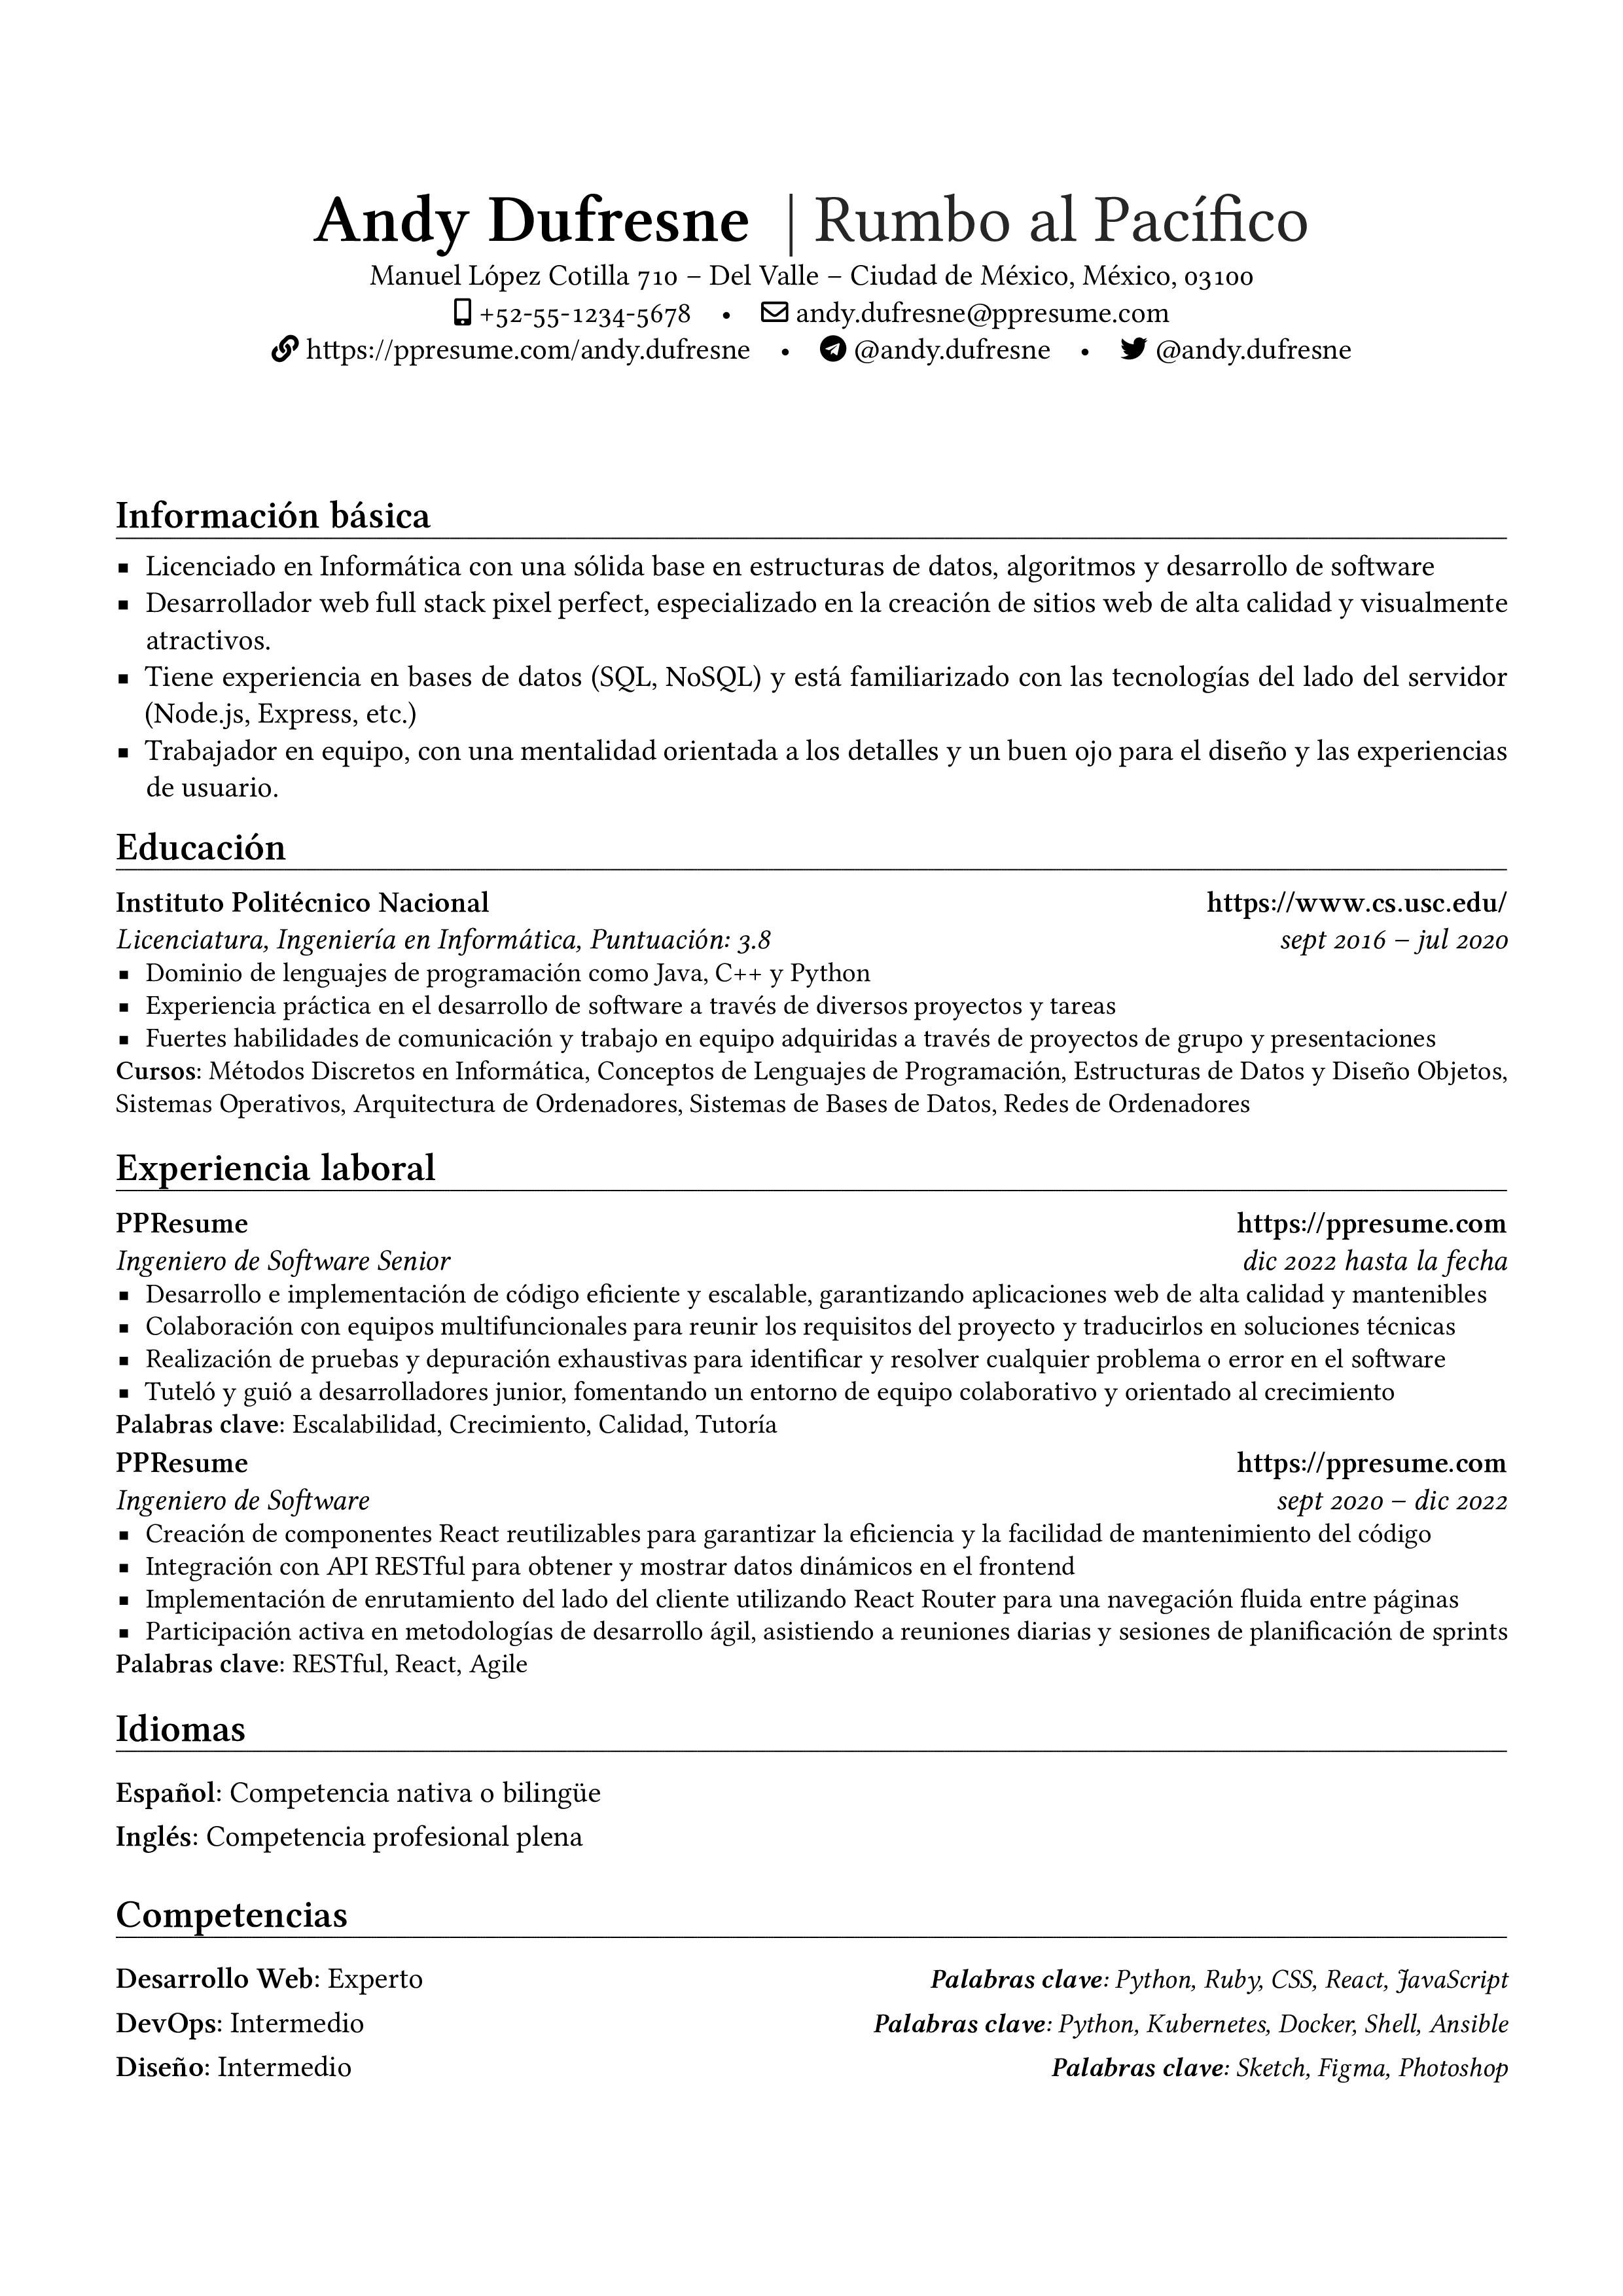 Andy Dufresne | Rumbo al Pacífico
Manuel López Cotilla 710 – Del Valle – Ciudad de México, México, 03100
+52-55-1234-5678 • andy.dufresne@ppresume.com
https://ppresume.com/andy.dufresne • @andy.dufresne • @andy.dufresne
Información básica
▪ Licenciado en Informática con una sólida base en estructuras de datos, algoritmos y desarrollo de software
▪ Desarrollador web full stack pixel perfect, especializado en la creación de sitios web de alta calidad y visualmente
atractivos.
▪ Tiene experiencia en bases de datos (SQL, NoSQL) y está familiarizado con las tecnologías del lado del servidor
(Node.js, Express, etc.)
▪ Trabajador en equipo, con una mentalidad orientada a los detalles y un buen ojo para el diseño y las experiencias
de usuario.
Educación
Instituto Politécnico Nacional https://www.cs.usc.edu/
Licenciatura, Ingeniería en Informática, Puntuación: 3.8 sept 2016 – jul 2020
▪ Dominio de lenguajes de programación como Java, C++ y Python
▪ Experiencia práctica en el desarrollo de software a través de diversos proyectos y tareas
▪ Fuertes habilidades de comunicación y trabajo en equipo adquiridas a través de proyectos de grupo y presentaciones
Cursos: Métodos Discretos en Informática, Conceptos de Lenguajes de Programación, Estructuras de Datos y Diseño Objetos,
Sistemas Operativos, Arquitectura de Ordenadores, Sistemas de Bases de Datos, Redes de Ordenadores
Experiencia laboral
PPResume https://ppresume.com
Ingeniero de Software Senior dic 2022 hasta la fecha
▪ Desarrollo e implementación de código eficiente y escalable, garantizando aplicaciones web de alta calidad y mantenibles
▪ Colaboración con equipos multifuncionales para reunir los requisitos del proyecto y traducirlos en soluciones técnicas
▪ Realización de pruebas y depuración exhaustivas para identificar y resolver cualquier problema o error en el software
▪ Tuteló y guió a desarrolladores junior, fomentando un entorno de equipo colaborativo y orientado al crecimiento
Palabras clave: Escalabilidad, Crecimiento, Calidad, Tutoría
PPResume https://ppresume.com
Ingeniero de Software sept 2020 – dic 2022
▪ Creación de componentes React reutilizables para garantizar la eficiencia y la facilidad de mantenimiento del código
▪ Integración con API RESTful para obtener y mostrar datos dinámicos en el frontend
▪ Implementación de enrutamiento del lado del cliente utilizando React Router para una navegación fluida entre páginas
▪ Participación activa en metodologías de desarrollo ágil, asistiendo a reuniones diarias y sesiones de planificación de sprints
Palabras clave: RESTful, React, Agile
Idiomas
Español: Competencia nativa o bilingüe
Inglés: Competencia profesional plena
Competencias
Desarrollo Web: Experto Palabras clave: Python, Ruby, CSS, React, JavaScript
DevOps: Intermedio Palabras clave: Python, Kubernetes, Docker, Shell, Ansible
Diseño: Intermedio Palabras clave: Sketch, Figma, Photoshop